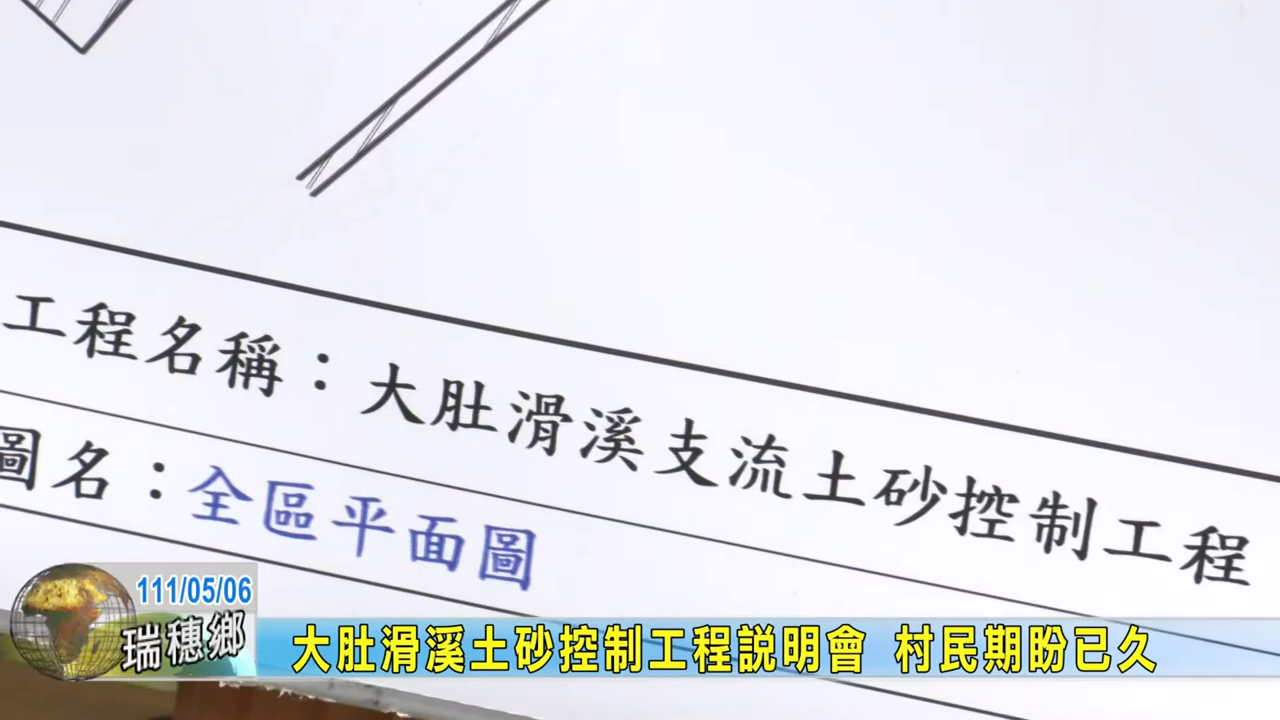 工程名稱：大肚滑溪支流土砂控制工程
圖名：全區平面圖
111/05/06
瑞穗鄉
大肚滑溪土砂控制工程説明會 村民期盼已久